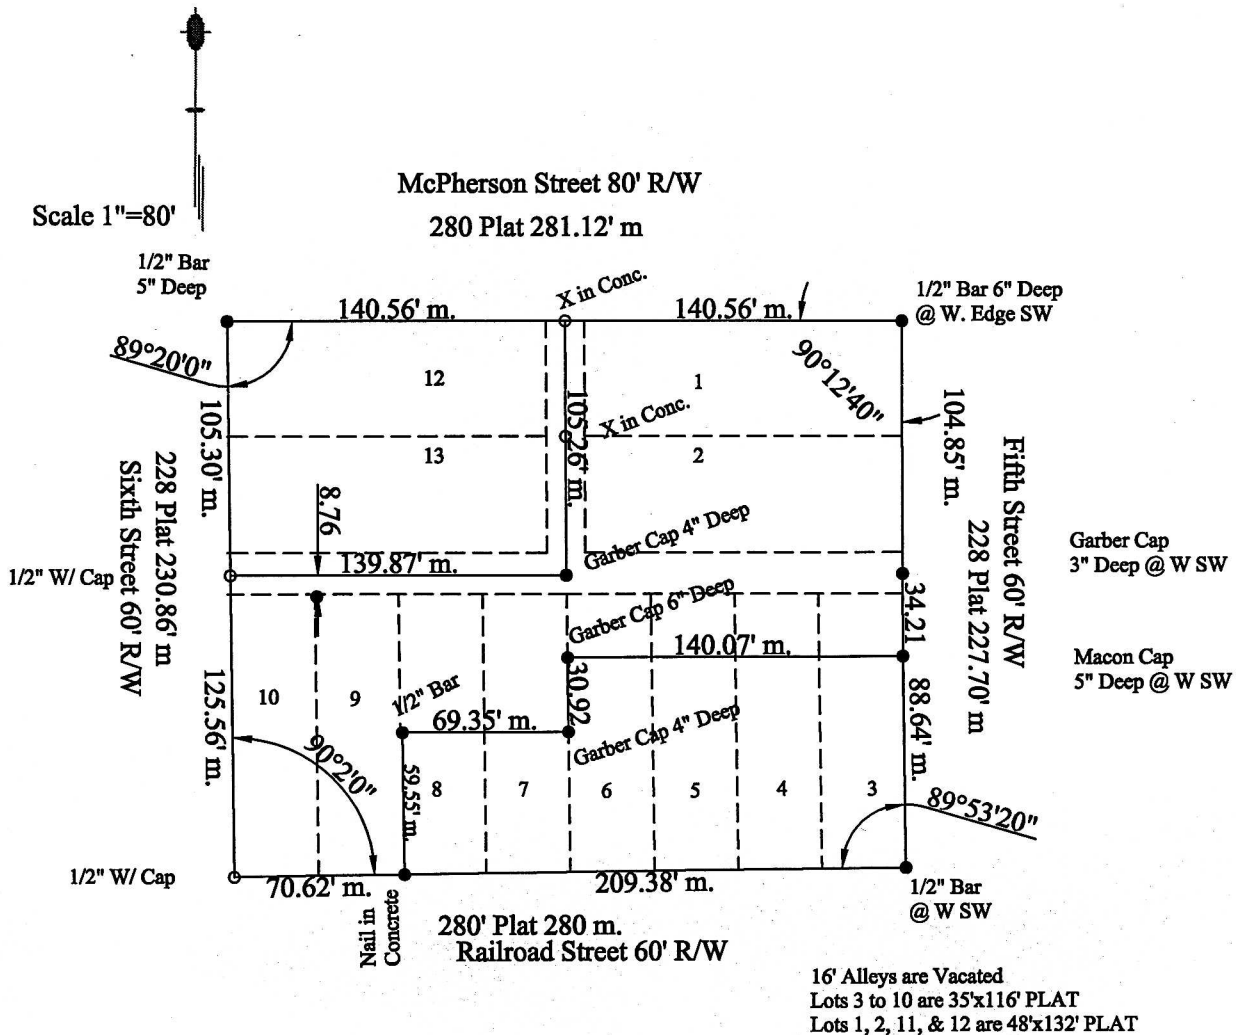 McPherson Street 80' R/W
Scale 1"=80'
280 Plat 281.12' m
1/2" Bar
5" Deep
X in Conc.
1/2" Bar 6" Deep
@ W. Edge SW
140.56' m.
140.56' m.
89°20'0"
90°12'40"
12
1
105.30' m.
105.26' m.
X in Conc.
104.85' m.
13
2
Sixth Street 60' R/W
228 Plat 230.86' m
Fifth Street 60' R/W
228 Plat 227.70' m
8.76
Garber Cap 4" Deep
Garber Cap
3" Deep @ W SW
139.87' m.
1/2" W/ Cap
34.21
Garber Cap 6" Deep
140.07' m.
Macon Cap
5" Deep @ W SW
125.56' m.
10
9
1/2" Bar
30.92
88.64' m.
69.35' m.
Garber Cap 4" Deep
90°2'0"
59.55' m.
8
7
6
5
4
3
89°53'20"
1/2" W/ Cap
70.62' m.
209.38' m.
1/2" Bar
@ W SW
Nail in
Concrete
280' Plat 280 m.
Railroad Street 60' R/W
16' Alleys are Vacated
Lots 3 to 10 are 35'x116' PLAT
Lots 1, 2, 11, & 12 are 48'x132' PLAT